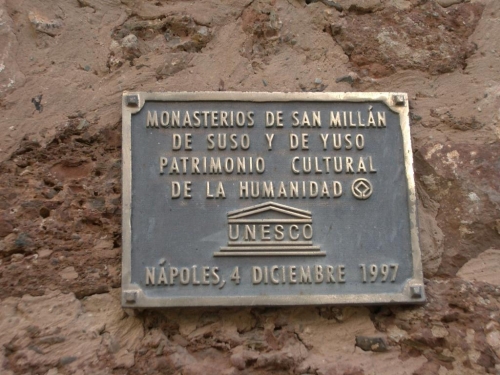 MONASTERIOS DE SAN MILLÁN
DE SUSO Y DE YUSO
PATRIMONIO CULTURAL
DE LA HUMANIDAD
UNESCO
NÁPOLES, 4 DICIEMBRE 1997